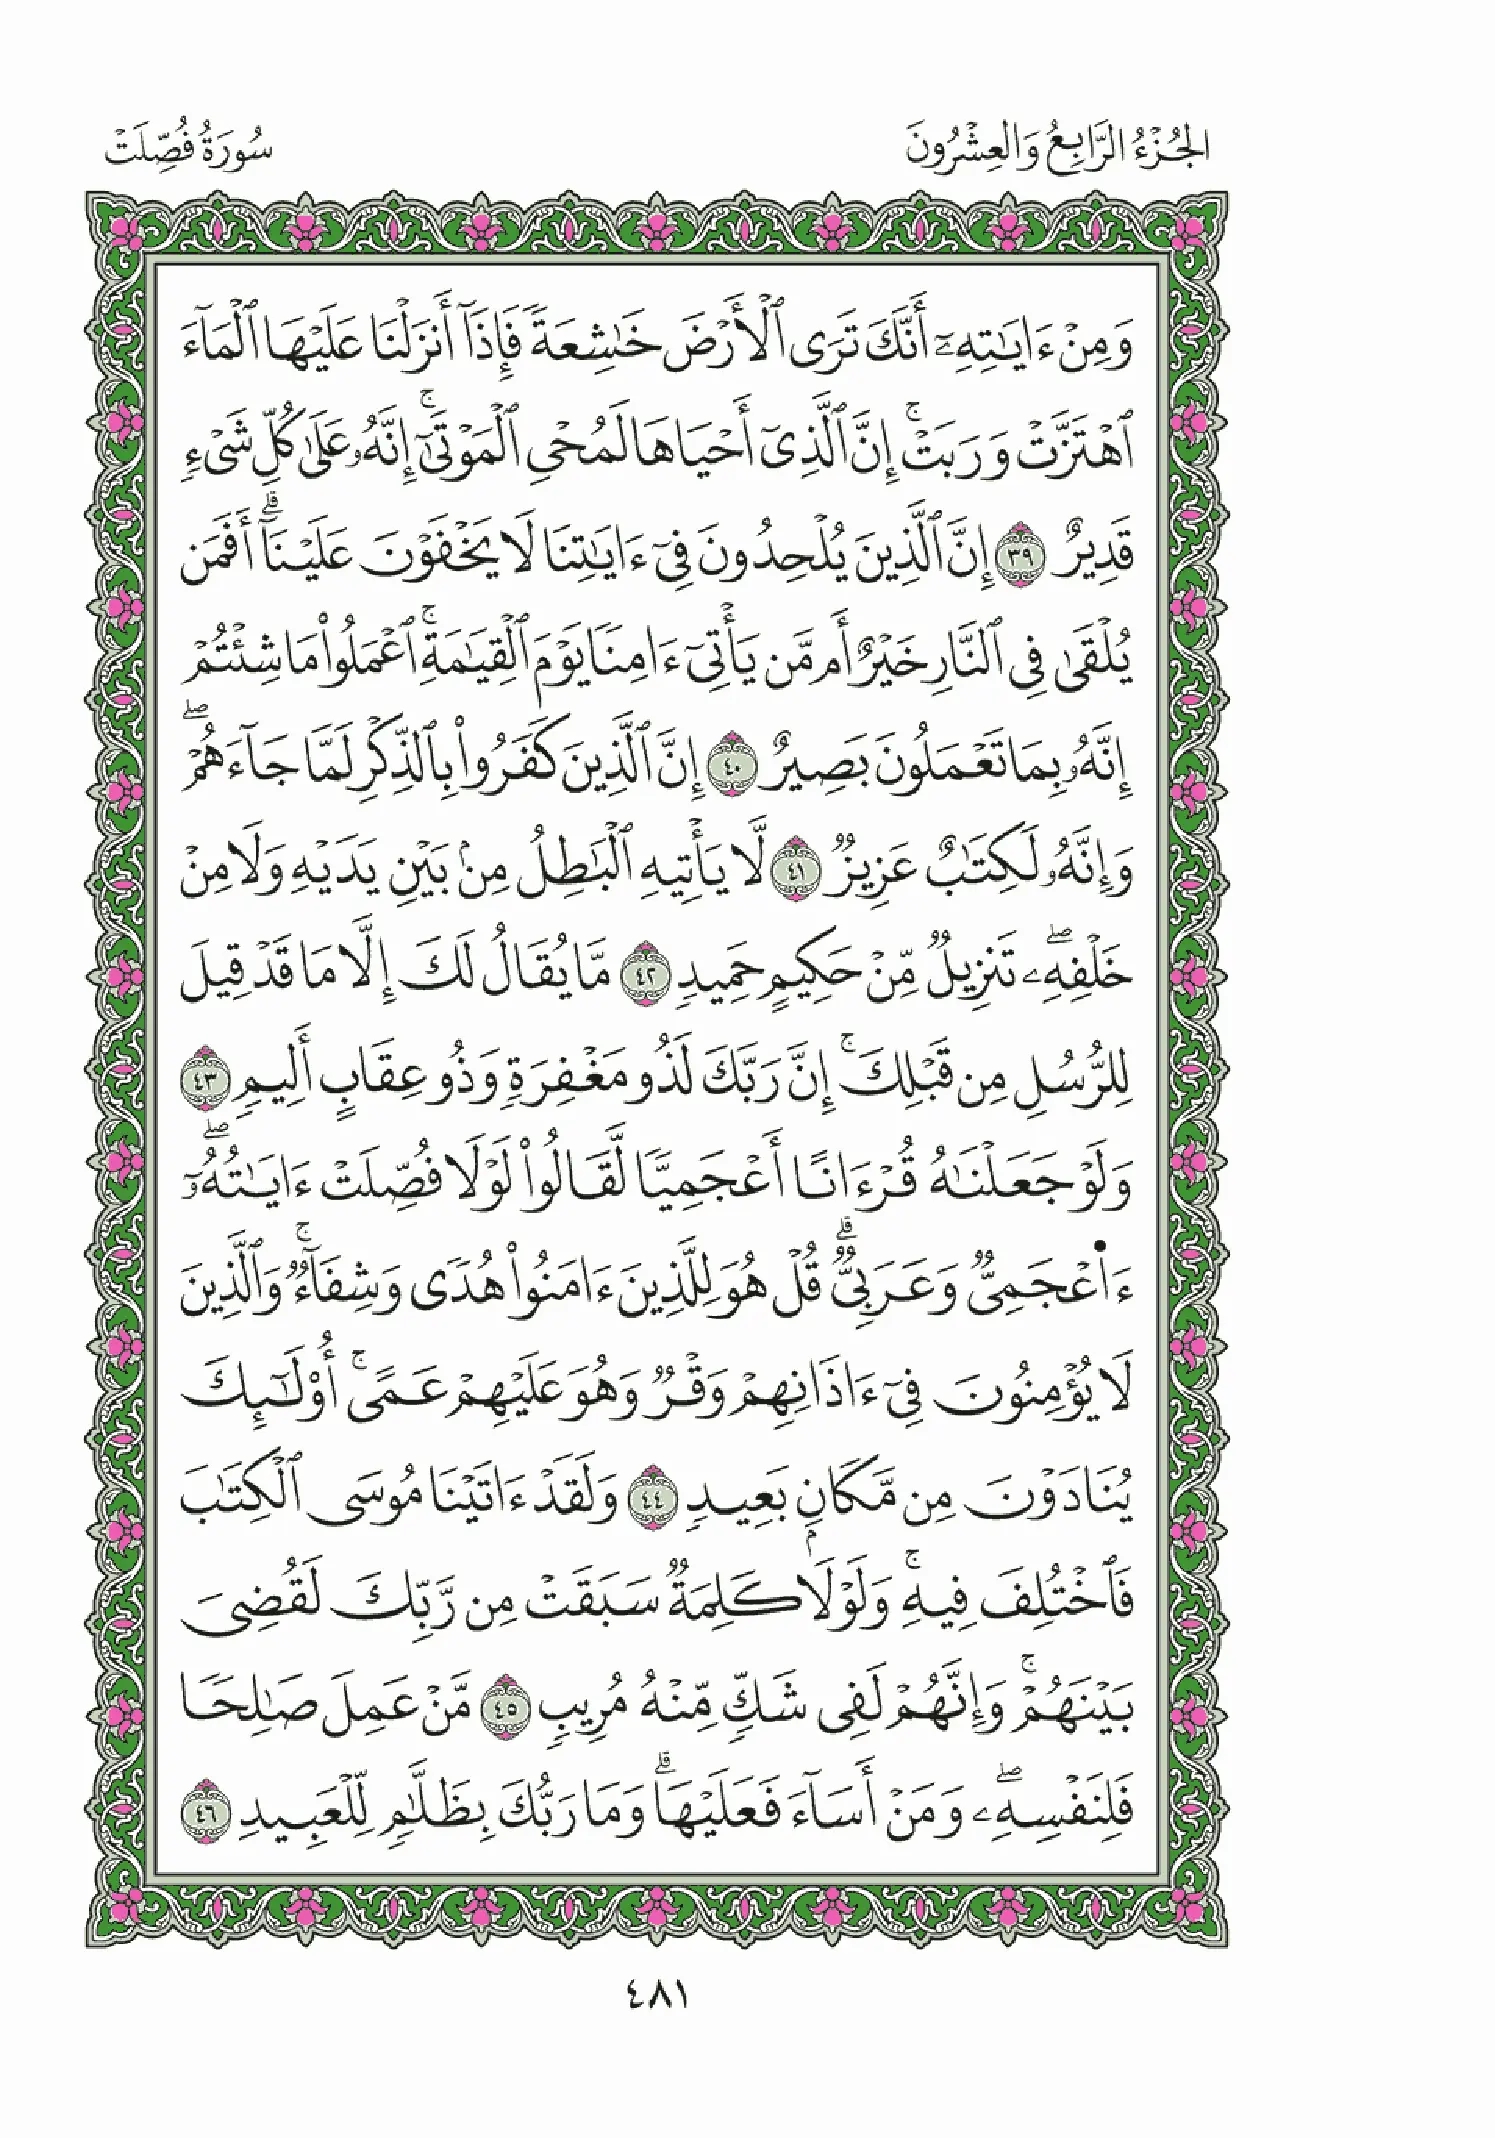 الجُزْءُ الرَّابِعُ وَالعِشْرُونَ
سُورَةُ فُصِّلَتْ
وَمِنْ ءَايَٰتِهِۦٓ أَنَّكَ تَرَى ٱلْأَرْضَ خَٰشِعَةً فَإِذَآ أَنزَلْنَا عَلَيْهَا ٱلْمَآءَ
ٱهْتَزَّتْ وَرَبَتْۚ إِنَّ ٱلَّذِىٓ أَحْيَاهَا لَمُحْىِ ٱلْمَوْتَىٰٓۚ إِنَّهُۥ عَلَىٰ كُلِّ شَىْءٍ
قَدِيرٌ ٣٩ إِنَّ ٱلَّذِينَ يُلْحِدُونَ فِىٓ ءَايَٰتِنَا لَا يَخْفَوْنَ عَلَيْنَآۗ أَفَمَن
يُلْقَىٰ فِى ٱلنَّارِ خَيْرٌ أَم مَّن يَأْتِىٓ ءَامِنًا يَوْمَ ٱلْقِيَٰمَةِۚ ٱعْمَلُوا۟ مَا شِئْتُمْ
إِنَّهُۥ بِمَا تَعْمَلُونَ بَصِيرٌ ٤٠ إِنَّ ٱلَّذِينَ كَفَرُوا۟ بِٱلذِّكْرِ لَمَّا جَآءَهُمْۖ
وَإِنَّهُۥ لَكِتَٰبٌ عَزِيزٌ ٤١ لَّا يَأْتِيهِ ٱلْبَٰطِلُ مِنۢ بَيْنِ يَدَيْهِ وَلَا مِنْ
خَلْفِهِۦۖ تَنزِيلٌ مِّنْ حَكِيمٍ حَمِيدٍ ٤٢ مَّا يُقَالُ لَكَ إِلَّا مَا قَدْ قِيلَ
لِلرُّسُلِ مِن قَبْلِكَۚ إِنَّ رَبَّكَ لَذُو مَغْفِرَةٍ وَذُو عِقَابٍ أَلِيمٍ ٤٣
وَلَوْ جَعَلْنَٰهُ قُرْءَانًا أَعْجَمِيًّا لَّقَالُوا۟ لَوْلَا فُصِّلَتْ ءَايَٰتُهُۥٓۖ
ءَا۬عْجَمِىٌّ وَعَرَبِىٌّۗ قُلْ هُوَ لِلَّذِينَ ءَامَنُوا۟ هُدًى وَشِفَآءٌۚ وَٱلَّذِينَ
لَا يُؤْمِنُونَ فِىٓ ءَاذَانِهِمْ وَقْرٌ وَهُوَ عَلَيْهِمْ عَمًىۚ أُو۟لَٰٓئِكَ
يُنَادَوْنَ مِن مَّكَانٍۭ بَعِيدٍ ٤٤ وَلَقَدْ ءَاتَيْنَا مُوسَى ٱلْكِتَٰبَ
فَٱخْتُلِفَ فِيهِۚ وَلَوْلَا كَلِمَةٌ سَبَقَتْ مِن رَّبِّكَ لَقُضِىَ
بَيْنَهُمْۚ وَإِنَّهُمْ لَفِى شَكٍّ مِّنْهُ مُرِيبٍ ٤٥ مَّنْ عَمِلَ صَٰلِحًا
فَلِنَفْسِهِۦۖ وَمَنْ أَسَآءَ فَعَلَيْهَاۗ وَمَا رَبُّكَ بِظَلَّٰمٍ لِّلْعَبِيدِ ٤٦
٤٨١